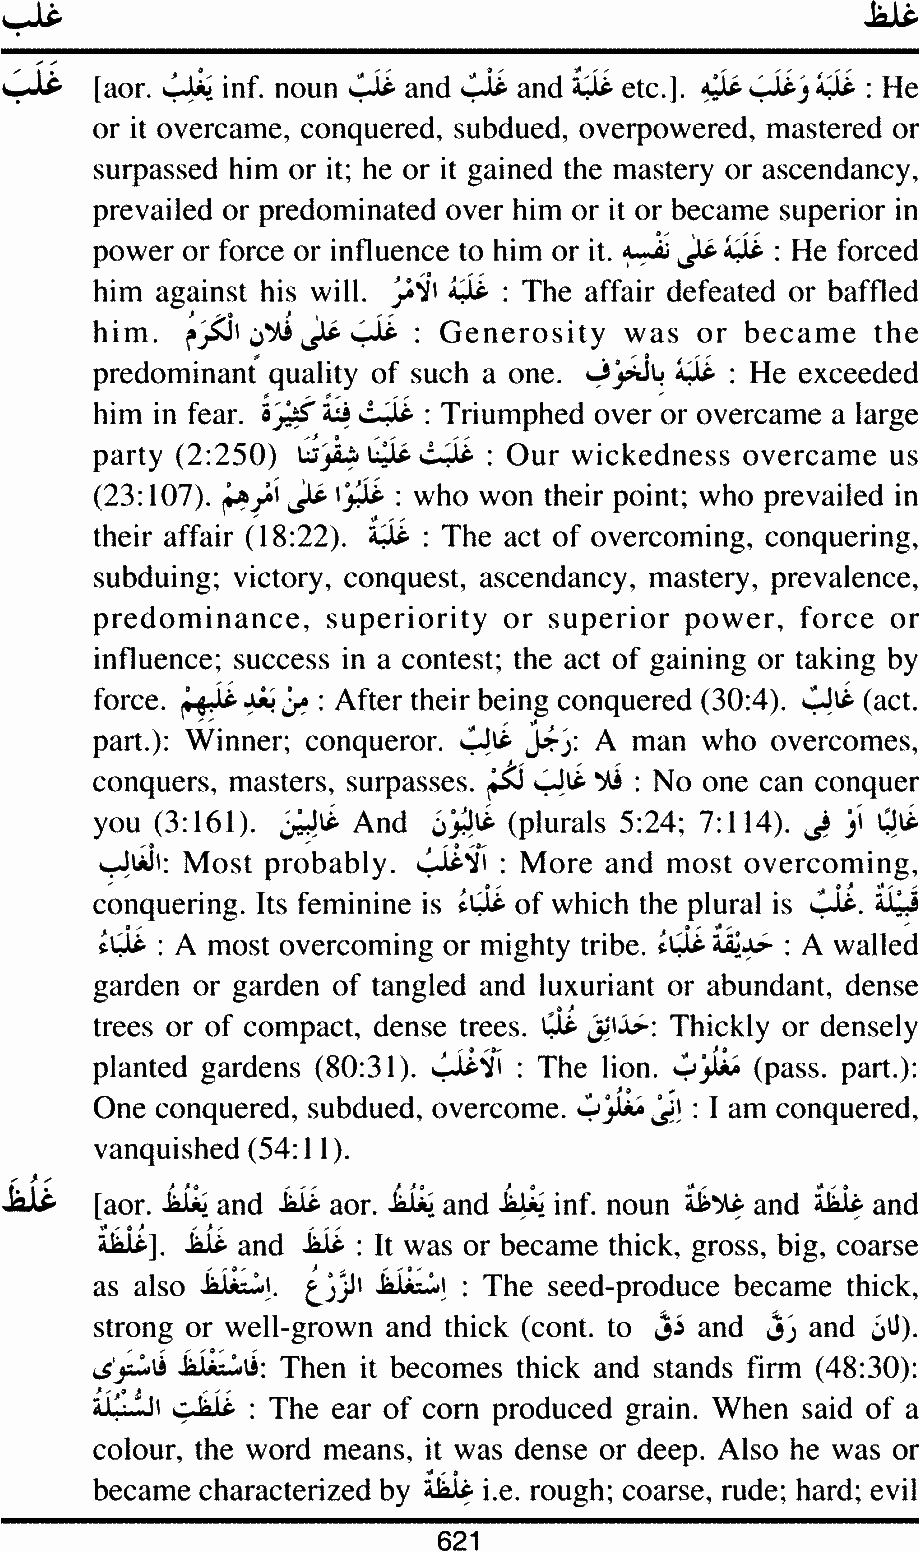 غلب غلظ
غَلَبَ [aor. يَغْلِبُ inf. noun غَلَبٌ and غَلْبٌ and غَلَبَةٌ etc.]. غَلَبَهُ وَغَلَبَ عَلَيْهِ : He
or it overcame, conquered, subdued, overpowered, mastered or
surpassed him or it; he or it gained the mastery or ascendancy,
prevailed or predominated over him or it or became superior in
power or force or influence to him or it. غَلَبَهُ عَلٰى نَفْسِهِ : He forced
him against his will. غَلَبَهُ الْاَمْرُ : The affair defeated or baffled
him. غَلَبَ عَلٰى فُلَانٍ الْكَرَمُ : Generosity was or became the
predominant quality of such a one. غَلَبَهُ بِالْخَوْفِ : He exceeded
him in fear. غَلَبَتْ فِئَةً كَثِيْرَةً : Triumphed over or overcame a large
party (2:250) غَلَبَتْ عَلَيْنَا شِقْوَتُنَا : Our wickedness overcame us
(23:107). غَلَبُوْا عَلٰى اَمْرِهِمْ : who won their point; who prevailed in
their affair (18:22). غَلَبَةٌ : The act of overcoming, conquering,
subduing; victory, conquest, ascendancy, mastery, prevalence,
predominance, superiority or superior power, force or
influence; success in a contest; the act of gaining or taking by
force. مِنْ بَعْدِ غَلَبِهِمْ : After their being conquered (30:4). غَالِبٌ (act.
part.): Winner; conqueror. رَجُلٌ غَالِبٌ: A man who overcomes,
conquers, masters, surpasses. فَلَا غَالِبَ لَكُمْ : No one can conquer
you (3:161). غَالِبِيْنَ And غَالِبُوْنَ (plurals 5:24; 7:114). غَالِبًا اَوْ فِى
الْغَالِبِ: Most probably. اَلْاَغْلَبُ : More and most overcoming,
conquering. Its feminine is غَلْبَاءُ of which the plural is غُلْبٌ. قَبِيْلَةٌ
غَلْبَاءُ : A most overcoming or mighty tribe. حَدِيْقَةٌ غَلْبَاءُ : A walled
garden or garden of tangled and luxuriant or abundant, dense
trees or of compact, dense trees. حَدَائِقَ غُلْبًا: Thickly or densely
planted gardens (80:31). اَلْاَغْلَبُ : The lion. مَغْلُوْبٌ (pass. part.):
One conquered, subdued, overcome. اِنِّىْ مَغْلُوْبٌ : I am conquered,
vanquished (54:11).
غَلُظَ [aor. يَغْلُظُ and غَلَظَ aor. يَغْلُظُ and يَغْلِظُ inf. noun غِلَاظَةٌ and غِلْظَةٌ and
غَلْظَةٌ]. غَلُظَ and غَلَظَ : It was or became thick, gross, big, coarse
as also اِسْتَغْلَظَ. اِسْتَغْلَظَ الزَّرْعُ : The seed-produce became thick,
strong or well-grown and thick (cont. to دَقَّ and رَقَّ and لَانَ).
فَاسْتَغْلَظَ فَاسْتَوٰى: Then it becomes thick and stands firm (48:30):
غَلَظَتِ السُّنْبُلَةُ : The ear of corn produced grain. When said of a
colour, the word means, it was dense or deep. Also he was or
became characterized by غِلْظَةٌ i.e. rough; coarse, rude; hard; evil
621